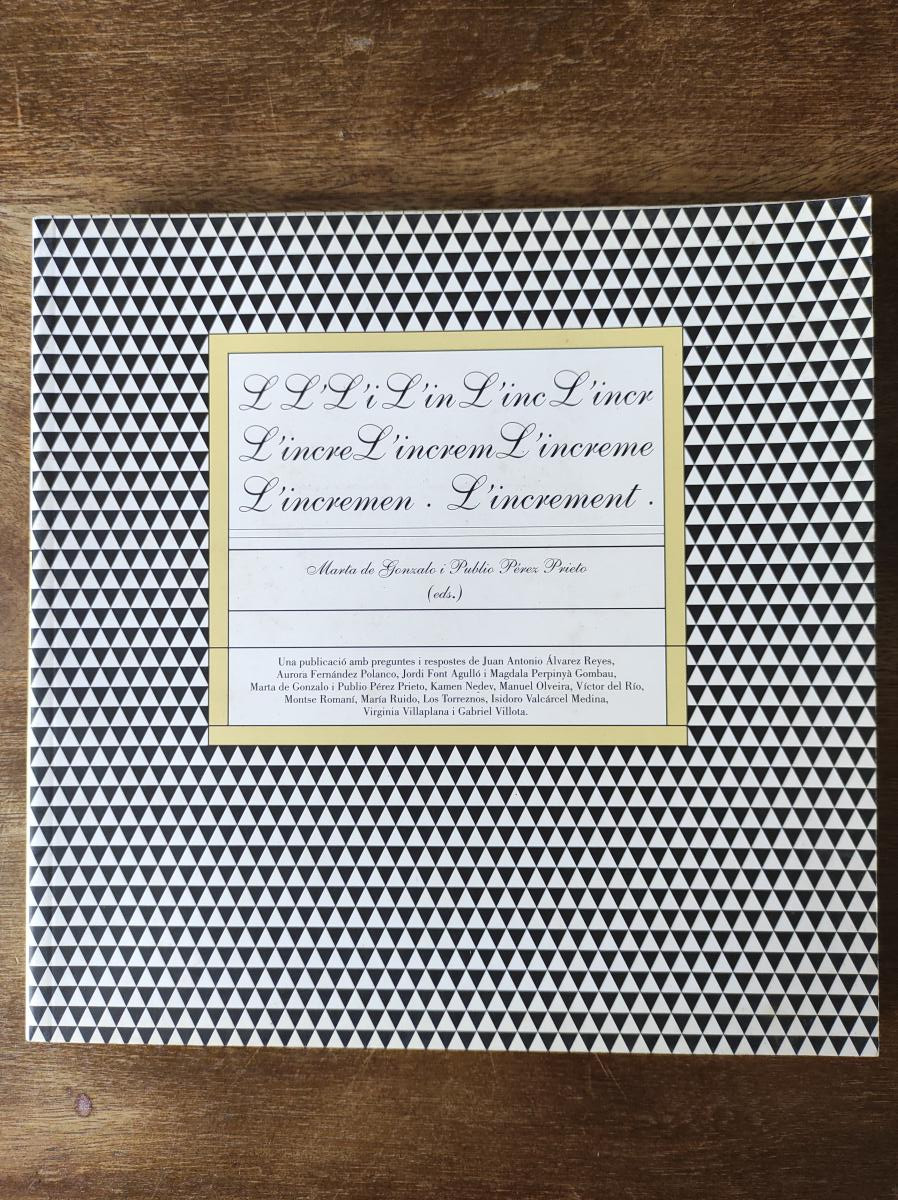 L L' L'i L'in L'inc L'incr
L'incre L'increm L'increme
L'incremen . L'increment .
Marta de Gonzalo i Publio Pérez Prieto
(eds.)
Una publicació amb preguntes i respostes de Juan Antonio Álvarez Reyes,
Aurora Fernández Polanco, Jordi Font Agulló i Magdala Perpinyà Gombau,
Marta de Gonzalo i Publio Pérez Prieto, Kamen Nedev, Manuel Olveira, Víctor del Río,
Montse Romaní, María Ruido, Los Torreznos, Isidoro Valcárcel Medina,
Virginia Villaplana i Gabriel Villota.